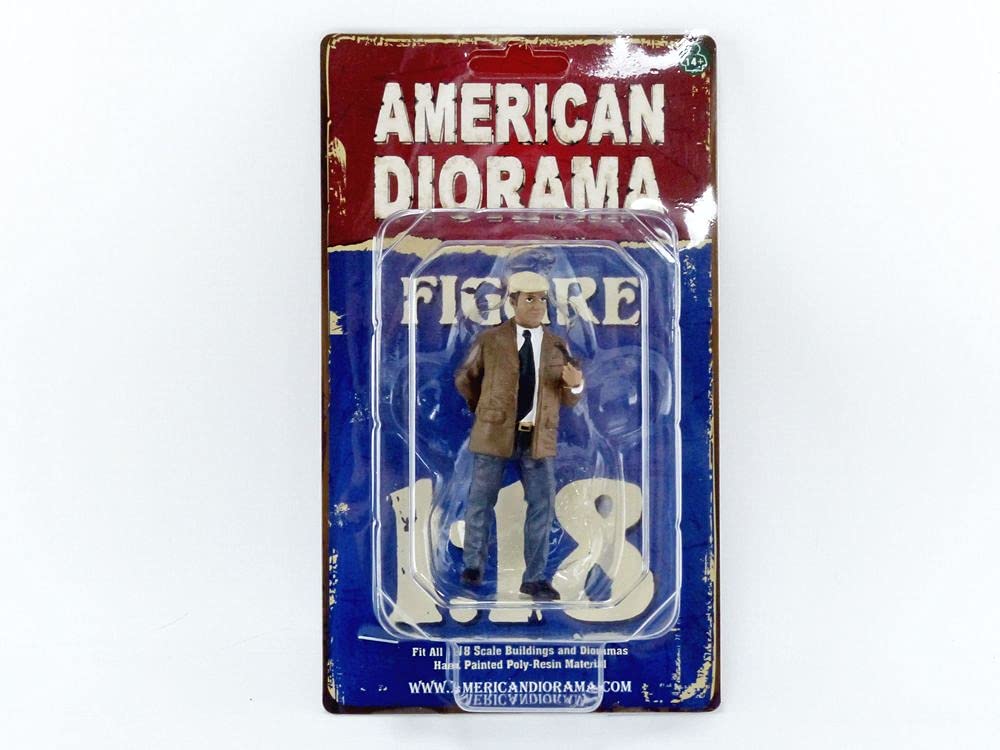 14+
AMERICAN
DIORAMA
FIGURE
1:18
Fit All 1:18 Scale Buildings and Dioramas
Hand Painted Poly-Resin Material
WWW.AMERICANDIORAMA.COM